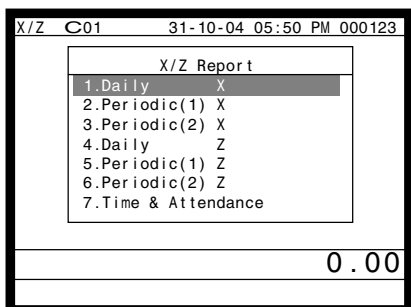 X/Z C01 31-10-04 05:50 PM 000123
X/Z Report
1.Daily X
2.Periodic(1) X
3.Periodic(2) X
4.Daily Z
5.Periodic(1) Z
6.Periodic(2) Z
7.Time & Attendance
0.00